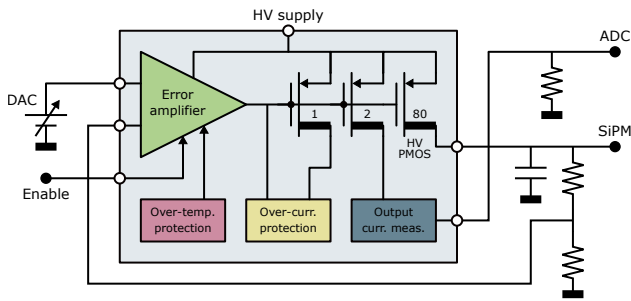 HV supply
ADC
DAC
Error
amplifier
1
2
80
HV
PMOS
SiPM
Enable
Over-temp.
protection
Over-curr.
protection
Output
curr. meas.